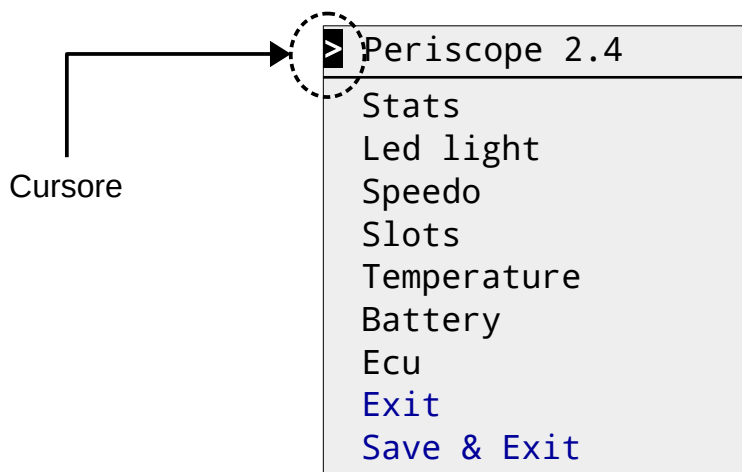 > Periscope 2.4
Stats
Led light
Cursore
Speedo
Slots
Temperature
Battery
Ecu
Exit
Save & Exit